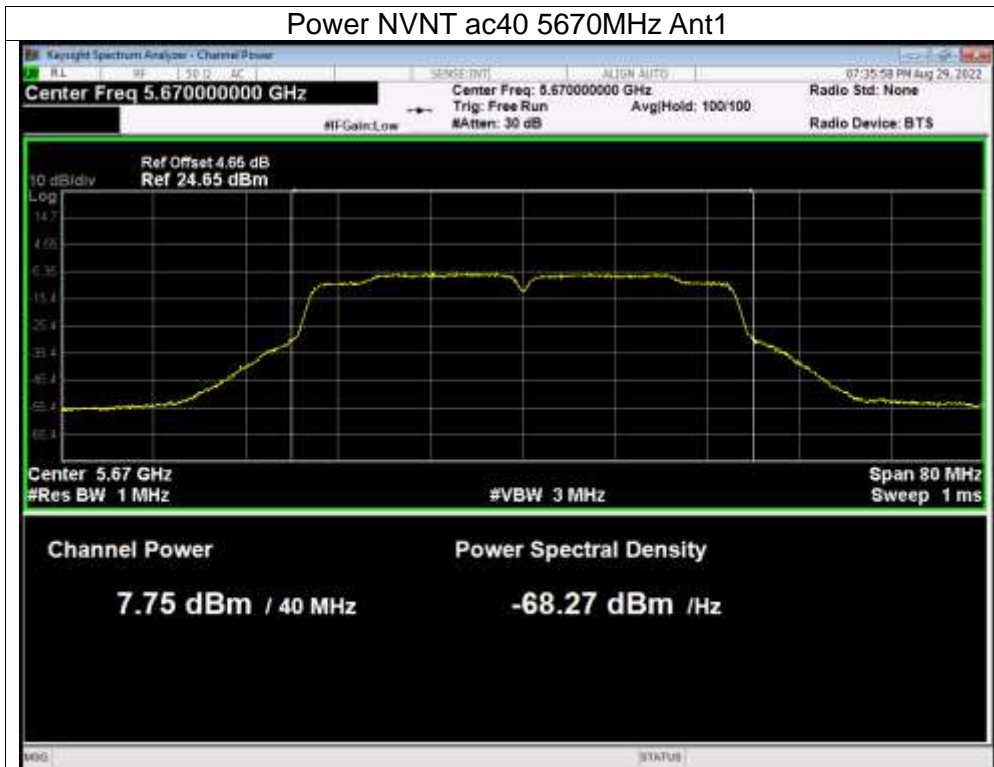 Power NVNT ac40 5670MHz Ant1
Keysight Spectrum Analyzer - Channel Power
RL RF 50 Ω AC SENSE:INT ALIGN AUTO 07:35:58 PM Aug 29, 2022
Center Freq 5.670000000 GHz
Center Freq: 5.670000000 GHz
Radio Std: None
Trig: Free Run
Avg|Hold: 100/100
#IFGain:Low
#Atten: 30 dB
Radio Device: BTS
Ref Offset 4.65 dB
10 dB/div
Ref 24.65 dBm
Log
14.7
4.65
-5.35
-15.4
-25.4
-35.4
-45.4
-55.4
-65.4
Center 5.67 GHz
Span 80 MHz
#Res BW 1 MHz
#VBW 3 MHz
Sweep 1 ms
Channel Power
Power Spectral Density
7.75 dBm / 40 MHz
-68.27 dBm /Hz
MSG
STATUS